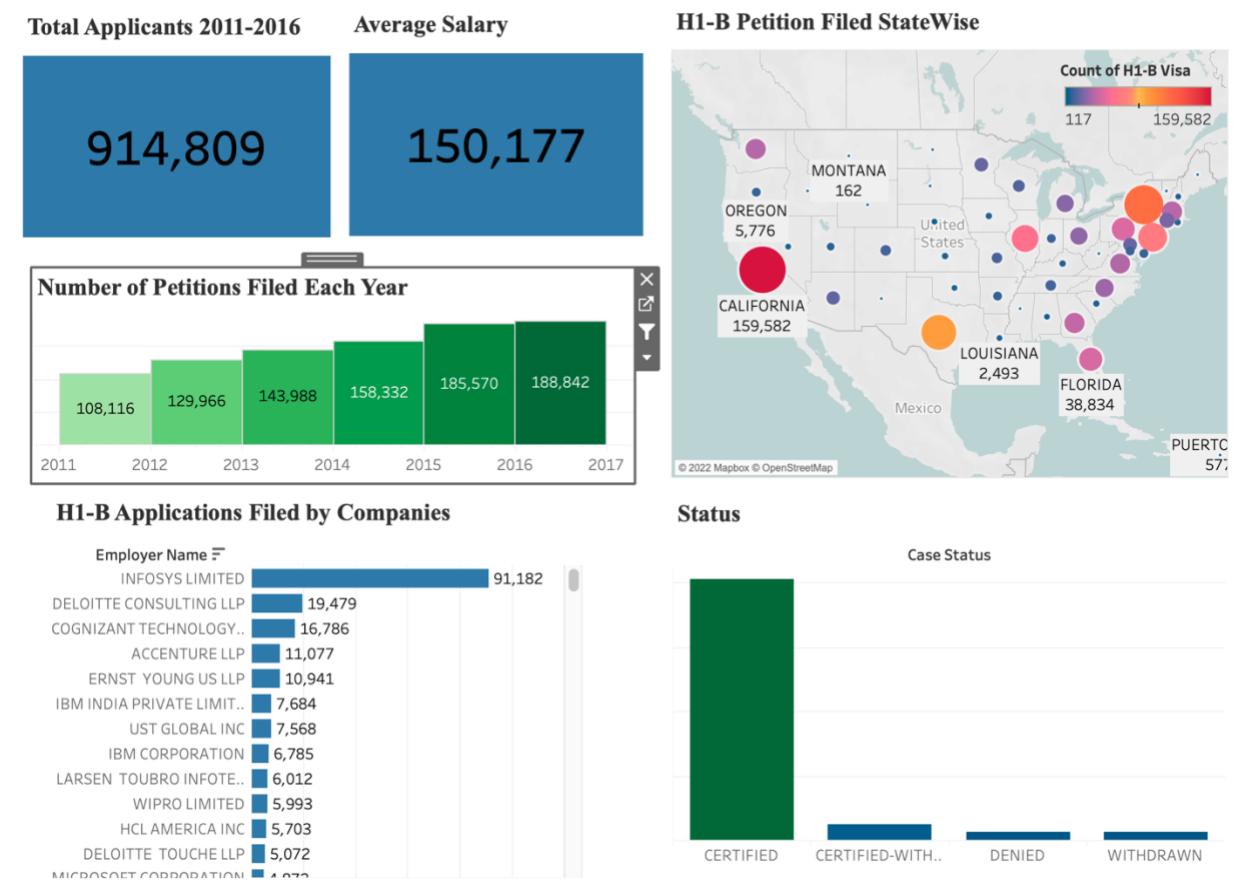 Total Applicants 2011-2016
914,809
Average Salary
150,177
H1-B Petition Filed StateWise
Count of H1-B Visa
117 159,582
MONTANA
162
OREGON
5,776
United
States
CALIFORNIA
159,582
LOUISIANA
2,493
FLORIDA
38,834
Mexico
PUERTO
577
© 2022 Mapbox © OpenStreetMap
Number of Petitions Filed Each Year
108,116 129,966 143,988 158,332 185,570 188,842
2011 2012 2013 2014 2015 2016 2017
H1-B Applications Filed by Companies
Employer Name
INFOSYS LIMITED 91,182
DELOITTE CONSULTING LLP 19,479
COGNIZANT TECHNOLOGY.. 16,786
ACCENTURE LLP 11,077
ERNST YOUNG US LLP 10,941
IBM INDIA PRIVATE LIMIT.. 7,684
UST GLOBAL INC 7,568
IBM CORPORATION 6,785
LARSEN TOUBRO INFOTE.. 6,012
WIPRO LIMITED 5,993
HCL AMERICA INC 5,703
DELOITTE TOUCHE LLP 5,072
MICROSOFT CORPORATION
Status
Case Status
CERTIFIED CERTIFIED-WITH.. DENIED WITHDRAWN